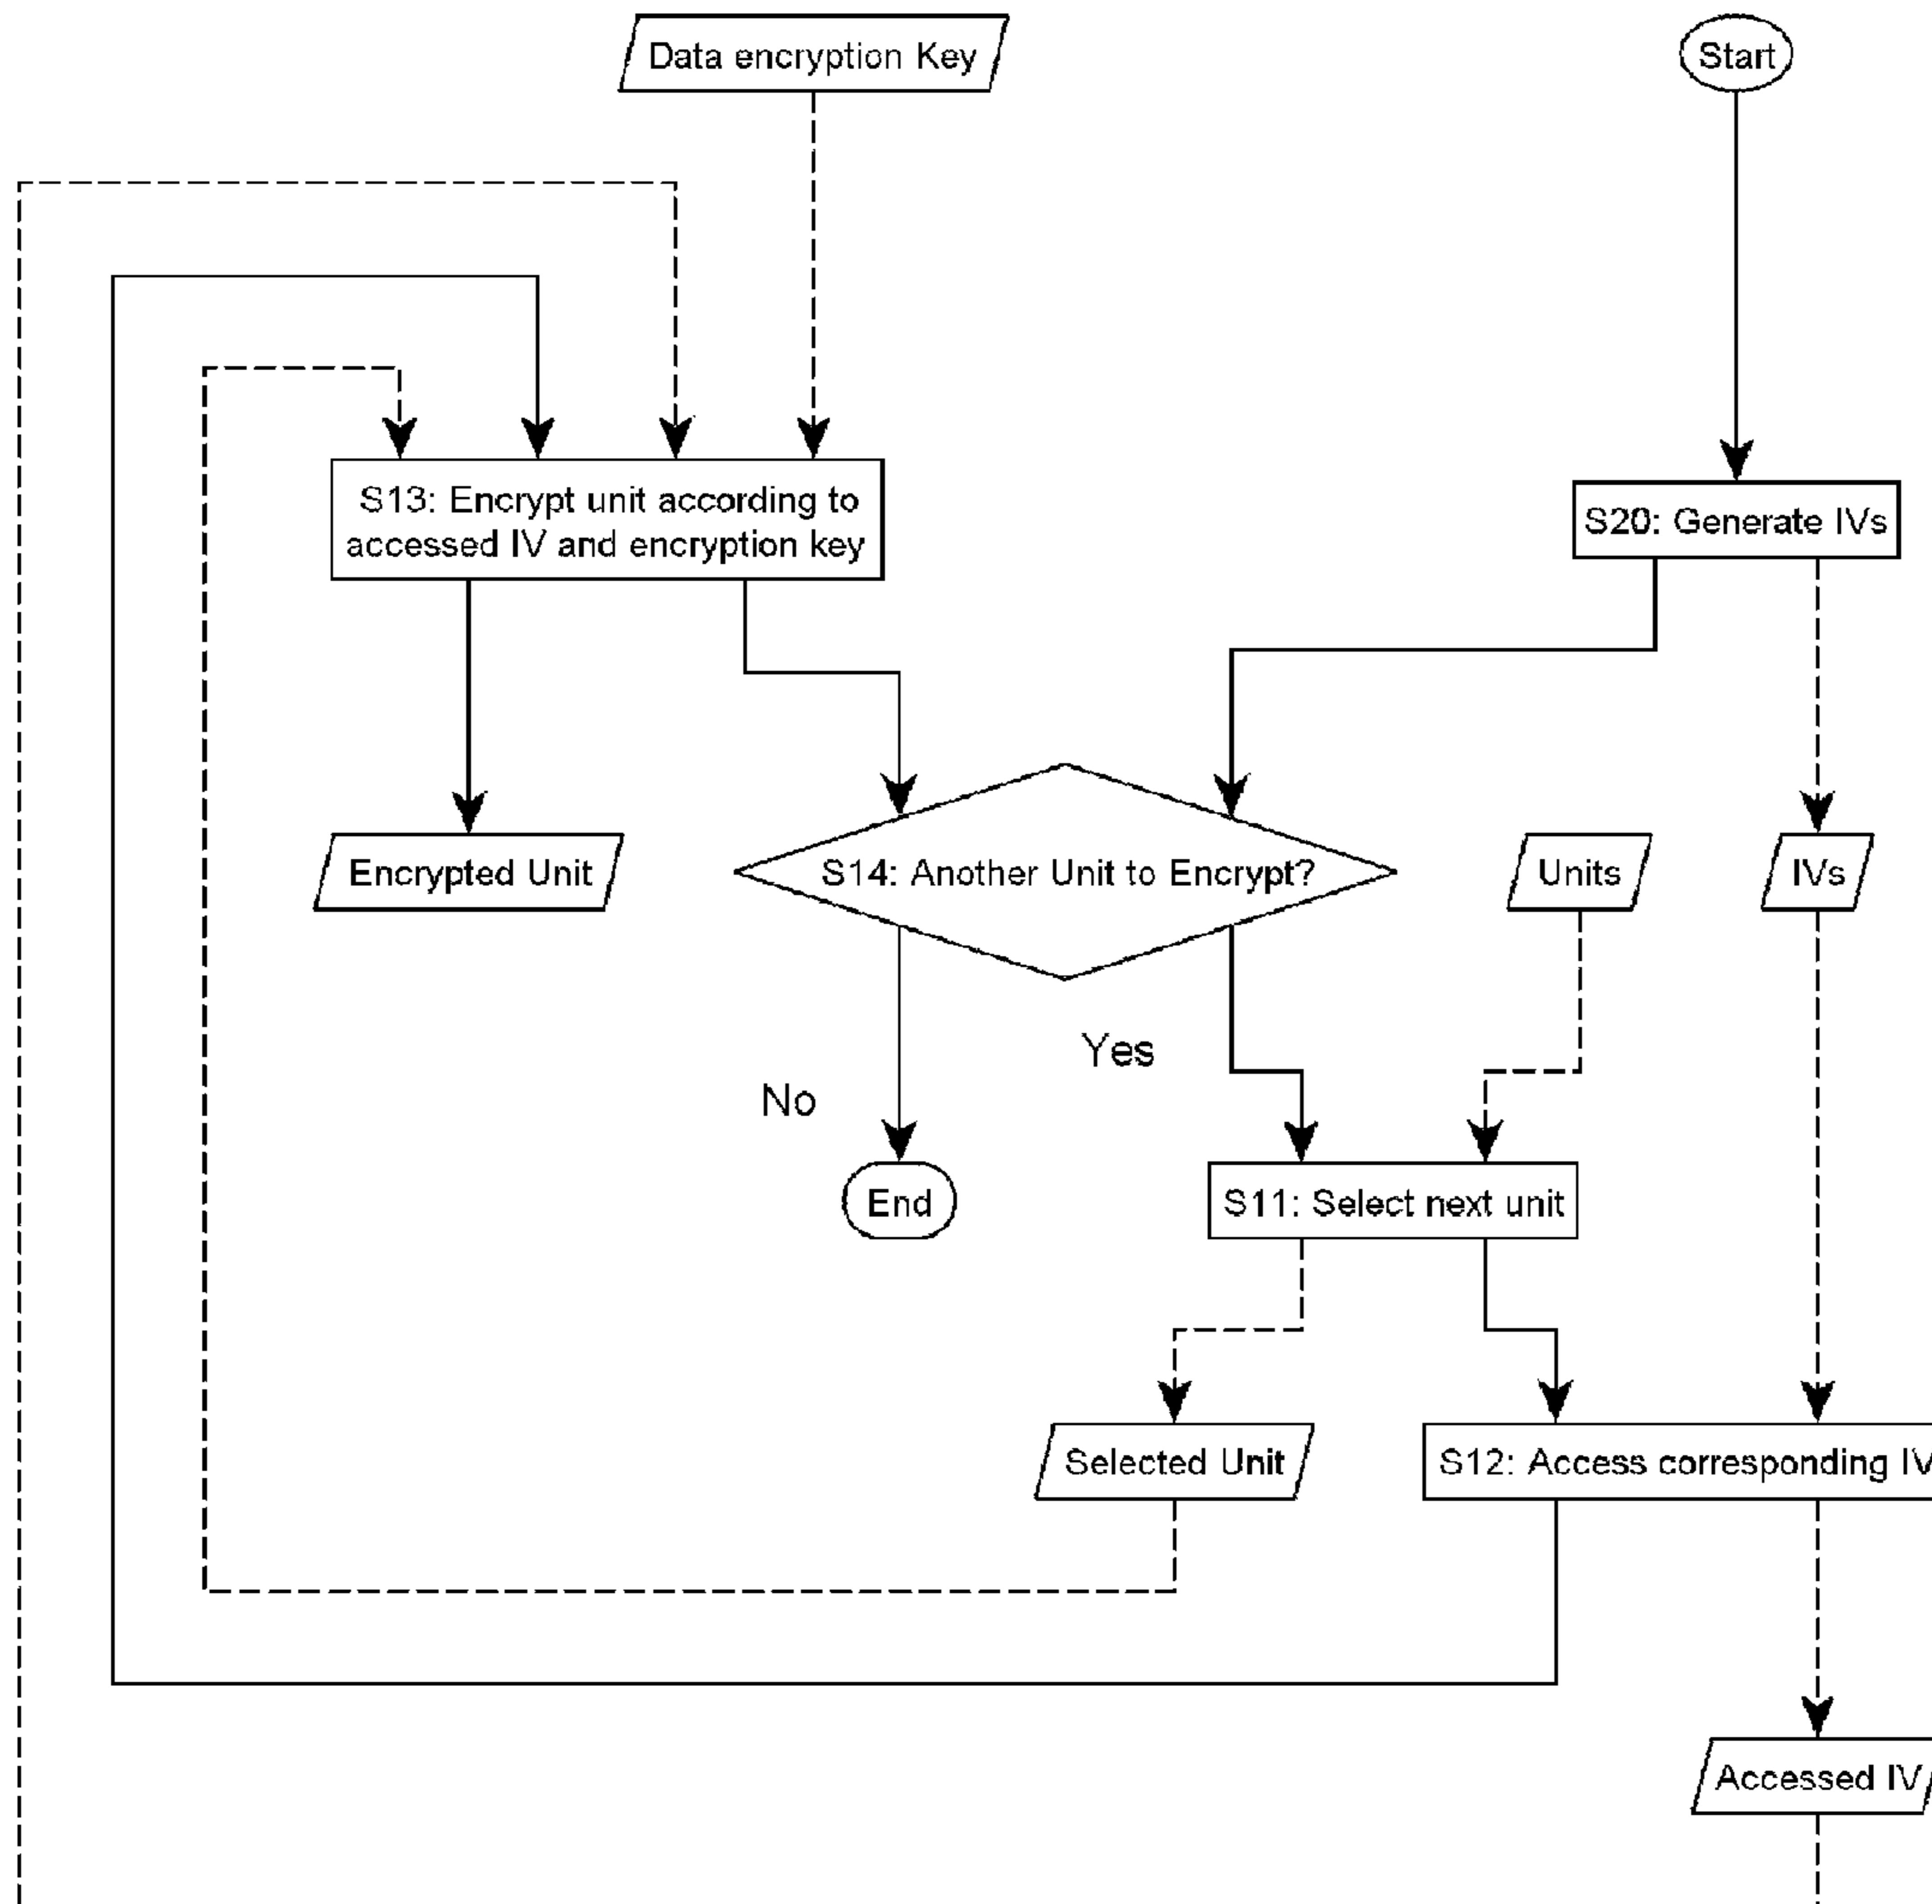 Data encryption Key
Start
S13: Encrypt unit according to
accessed IV and encryption key
S20: Generate IVs
Encrypted Unit
S14: Another Unit to Encrypt?
Units
IVs
Yes
No
End
S11: Select next unit
Selected Unit
S12: Access corresponding IV
Accessed IV